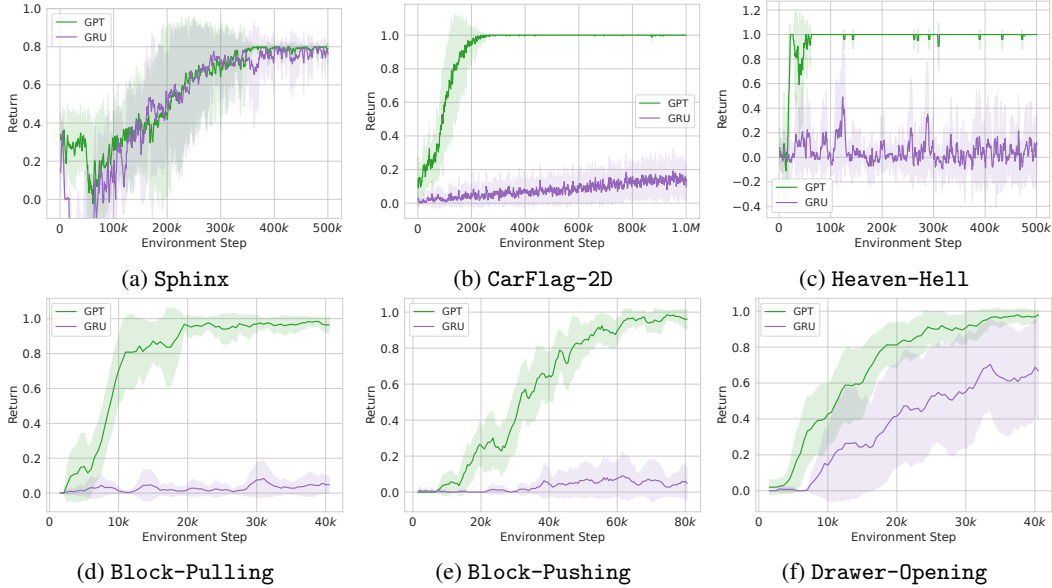 GPT
GRU
Return
1.0
0.8
0.6
0.4
0.2
0.0
0
100k
200k
300k
400k
500k
Environment Step
(a) Sphinx
GPT
GRU
Return
1.0
0.8
0.6
0.4
0.2
0.0
0
200k
400k
600k
800k
1.0M
Environment Step
(b) CarFlag-2D
GPT
GRU
Return
1.2
1.0
0.8
0.6
0.4
0.2
0.0
−0.2
−0.4
0
100k
200k
300k
400k
500k
Environment Step
(c) Heaven-Hell
GPT
GRU
Return
1.0
0.8
0.6
0.4
0.2
0.0
10k
20k
30k
40k
Environment Step
(d) Block-Pulling
GPT
GRU
Return
1.0
0.8
0.6
0.4
0.2
0.0
20k
40k
60k
80k
Environment Step
(e) Block-Pushing
GPT
GRU
Return
1.0
0.8
0.6
0.4
0.2
0.0
0
10k
20k
30k
40k
Environment Step
(f) Drawer-Opening